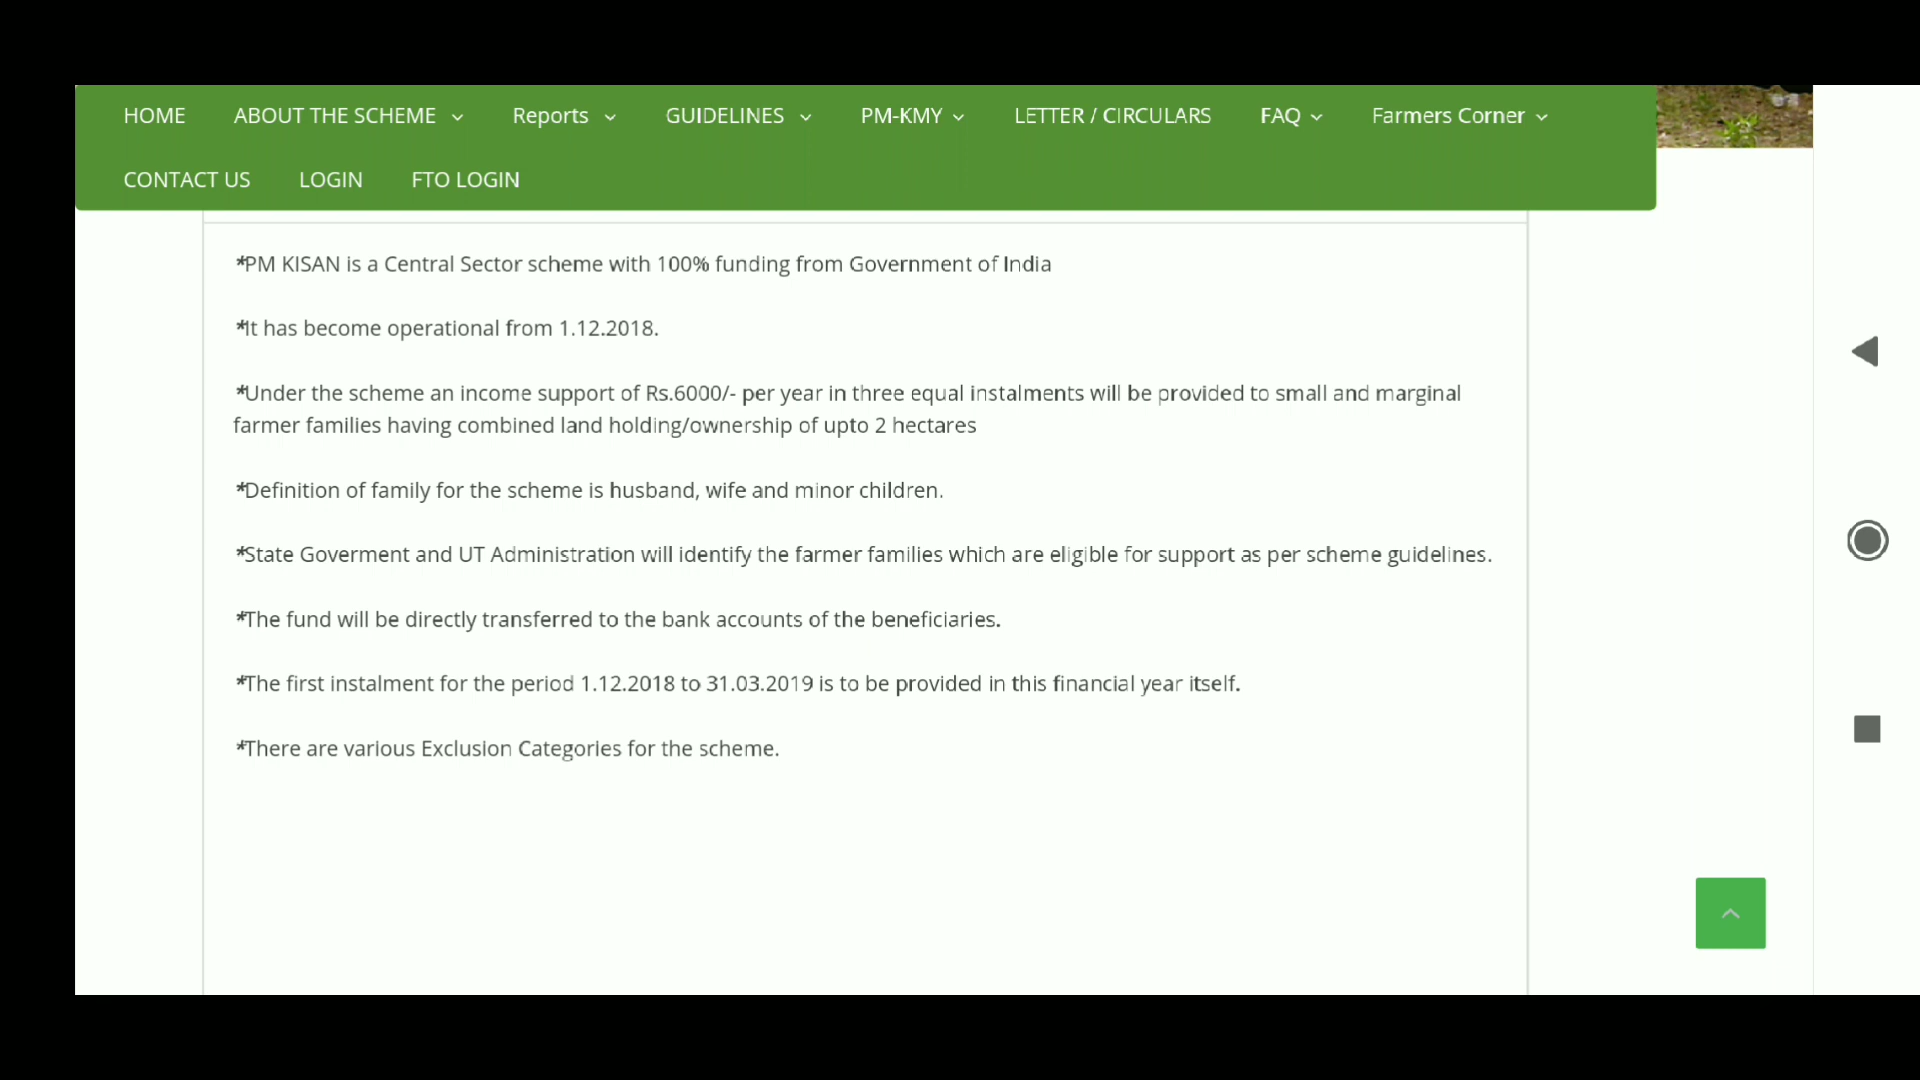 HOME ABOUT THE SCHEME Reports GUIDELINES PM-KMY LETTER / CIRCULARS FAQ Farmers Corner
CONTACT US LOGIN FTO LOGIN
*PM KISAN is a Central Sector scheme with 100% funding from Government of India
*It has become operational from 1.12.2018.
*Under the scheme an income support of Rs.6000/- per year in three equal instalments will be provided to small and marginal
farmer families having combined land holding/ownership of upto 2 hectares
*Definition of family for the scheme is husband, wife and minor children.
*State Goverment and UT Administration will identify the farmer families which are eligible for support as per scheme guidelines.
*The fund will be directly transferred to the bank accounts of the beneficiaries.
*The first instalment for the period 1.12.2018 to 31.03.2019 is to be provided in this financial year itself.
*There are various Exclusion Categories for the scheme.